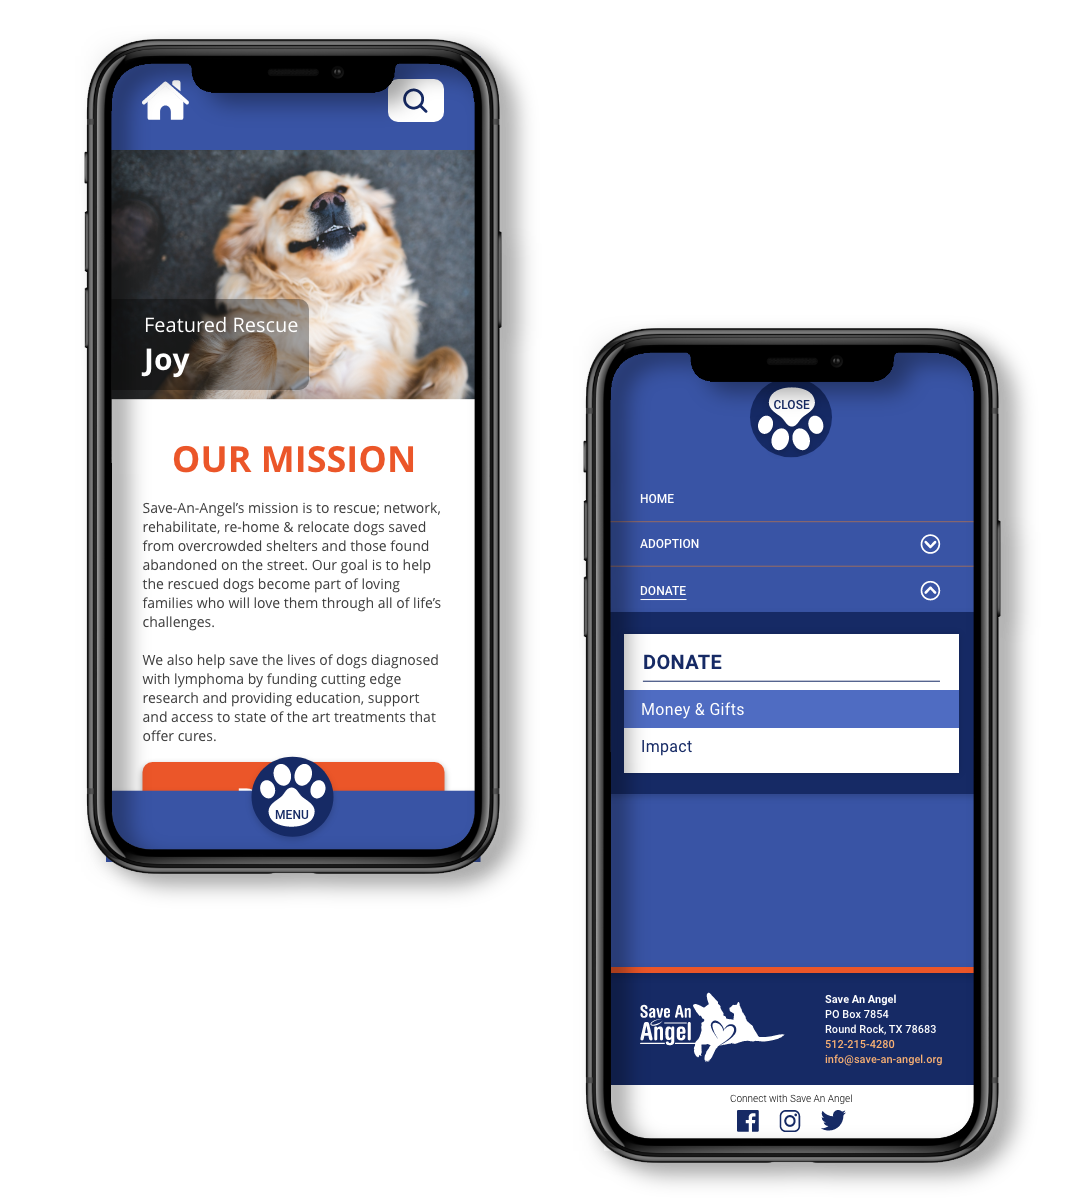 Featured Rescue
Joy
OUR MISSION
Save-An-Angel’s mission is to rescue; network,
rehabilitate, re-home & relocate dogs saved
from overcrowded shelters and those found
abandoned on the street. Our goal is to help
the rescued dogs become part of loving
families who will love them through all of life’s
challenges.
We also help save the lives of dogs diagnosed
with lymphoma by funding cutting edge
research and providing education, support
and access to state of the art treatments that
offer cures.
MENU
CLOSE
HOME
ADOPTION
DONATE
DONATE
Money & Gifts
Impact
Save An
Angel
Save An Angel
PO Box 7854
Round Rock, TX 78683
512-215-4280
info@save-an-angel.org
Connect with Save An Angel